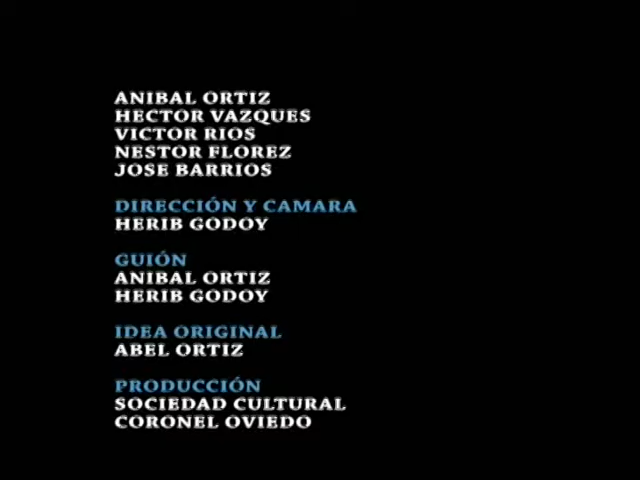 ANIBAL ORTIZ
HECTOR VAZQUES
VICTOR RIOS
NESTOR FLOREZ
JOSE BARRIOS
DIRECCIÓN Y CAMARA
HERIB GODOY
GUIÓN
ANIBAL ORTIZ
HERIB GODOY
IDEA ORIGINAL
ABEL ORTIZ
PRODUCCIÓN
SOCIEDAD CULTURAL
CORONEL OVIEDO